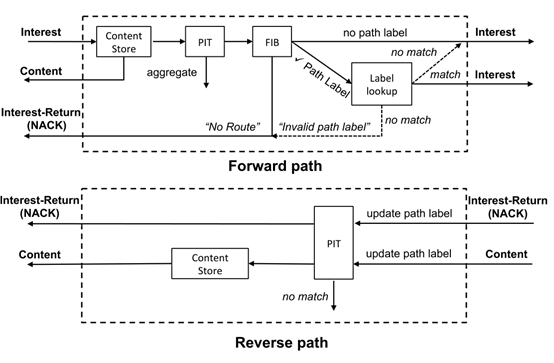 Interest
Content
Store
PIT
FIB
no path label
Interest
no match
Content
aggregate
✓ Path Label
Label
lookup
match
Interest
Interest-Return
(NACK)
“No Route”
“Invalid path label”
no match
Forward path
Interest-Return
(NACK)
update path label
Interest-Return
(NACK)
PIT
Content
Content
Store
update path label
Content
no match
Reverse path